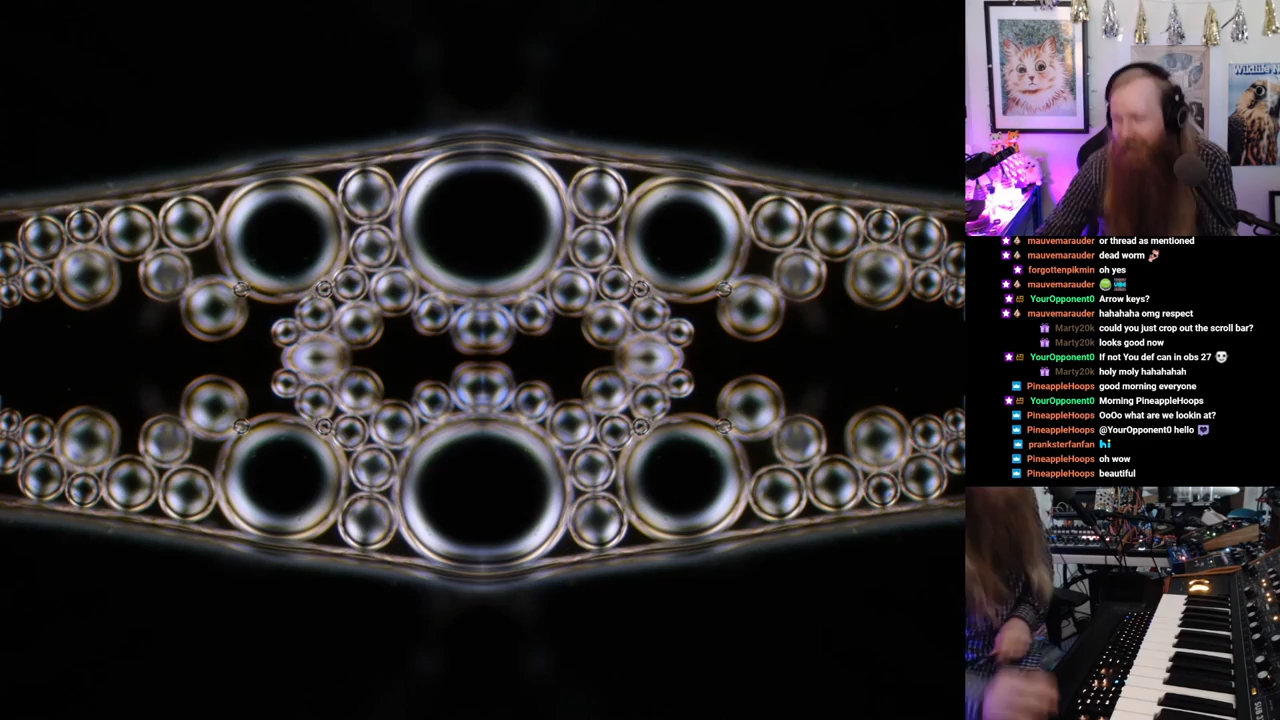 Wildlife
mauvemarauder or thread as mentioned
mauvemarauder dead worm
forgottenpikmin oh yes
mauvemarauder
YourOpponent0 Arrow keys?
mauvemarauder hahahaha omg respect
Marty20k could you just crop out the scroll bar?
Marty20k looks good now
YourOpponent0 If not You def can in obs 27
Marty20k holy moly hahahahah
PineappleHoops good morning everyone
YourOpponent0 Morning PineappleHoops
PineappleHoops OoOo what are we lookin at?
PineappleHoops @YourOpponent0 hello
pranksterfanfan hi
PineappleHoops oh wow
PineappleHoops beautiful
SUB